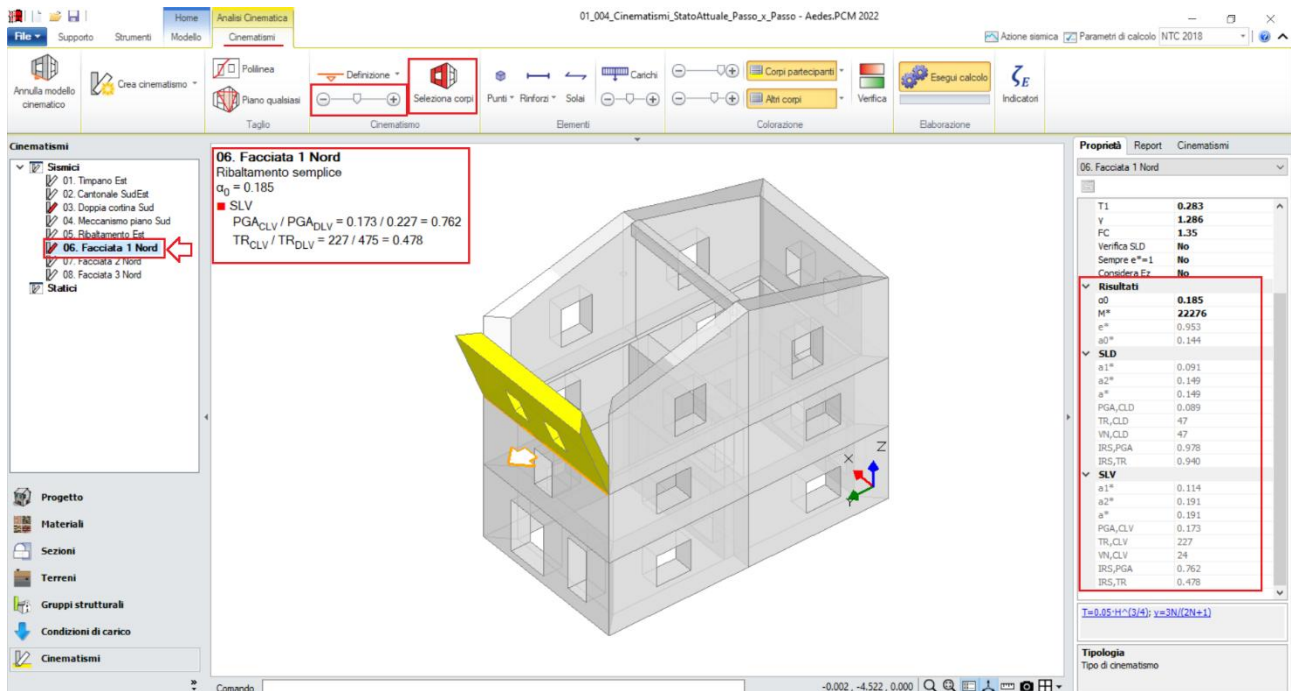 01_004_Cinematismi_StatoAttuale_Passo_x_Passo - Aedes.PCM 2022
Home
Analisi Cinematica
File
Supporto
Strumenti
Modello
Cinematismi
Azione sismica
Parametri di calcolo
NTC 2018
Annulla modello cinematico
Crea cinematismo
Polilinea
Piano qualsiasi
Taglio
Definizione
Seleziona corpi
Cinematismo
Punti
Rinforzi
Solai
Carichi
Elementi
Corpi partecipanti
Altri corpi
Verifica
Colorazione
Esegui calcolo
Elaborazione
ζE
Indicatori
Cinematismi
Sismici
01. Timpano Est
02. Cantonale SudEst
03. Doppia cortina Sud
04. Meccanismo piano Sud
05. Ribaltamento Est
06. Facciata 1 Nord
07. Facciata 2 Nord
08. Facciata 3 Nord
Statici
Progetto
Materiali
Sezioni
Terreni
Gruppi strutturali
Condizioni di carico
Cinematismi
06. Facciata 1 Nord
Ribaltamento semplice
α0 = 0.185
SLV
PGACLV / PGADLV = 0.173 / 0.227 = 0.762
TRCLV / TRDLV = 227 / 475 = 0.478
X
Y
Z
Comando
-0.002 , -4.522 , 0.000
Proprietà Report Cinematismi
06. Facciata 1 Nord
T1 0.283
γ 1.286
FC 1.35
Verifica SLD No
Sempre e*=1 No
Considera Ez No
Risultati
α0 0.185
M* 22276
e* 0.953
a0* 0.144
SLD
a1* 0.091
a2* 0.149
a* 0.149
PGA,CLD 0.089
TR,CLD 47
VN,CLD 47
IRS,PGA 0.978
IRS,TR 0.940
SLV
a1* 0.114
a2* 0.191
a* 0.191
PGA,CLV 0.173
TR,CLV 227
VN,CLV 24
IRS,PGA 0.762
IRS,TR 0.478
T=0.05·H^(3/4); γ=3N/(2N+1)
Tipologia
Tipo di cinematismo